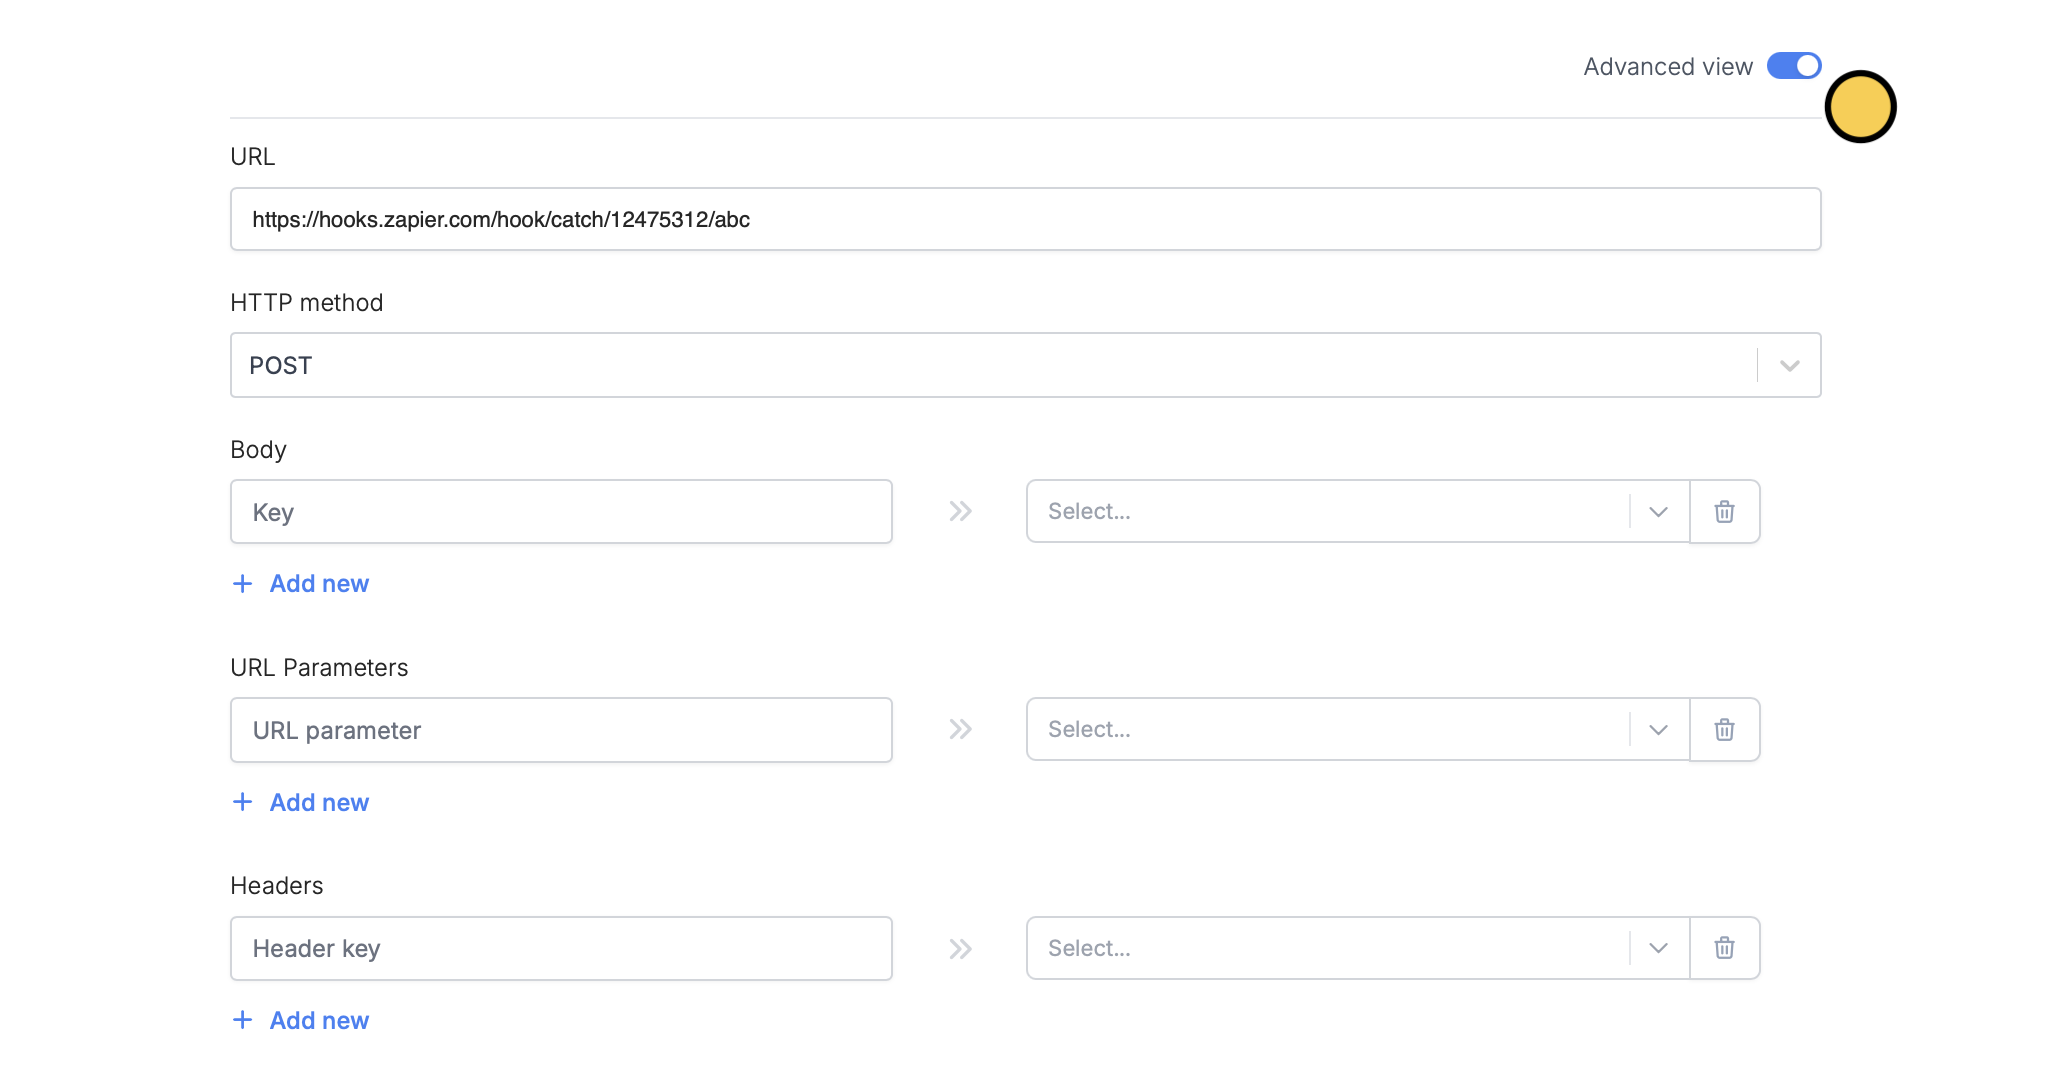 Advanced view
URL
https://hooks.zapier.com/hook/catch/12475312/abc
HTTP method
POST
Body
Key
Select...
Add new
URL Parameters
URL parameter
Select...
Add new
Headers
Header key
Select...
Add new